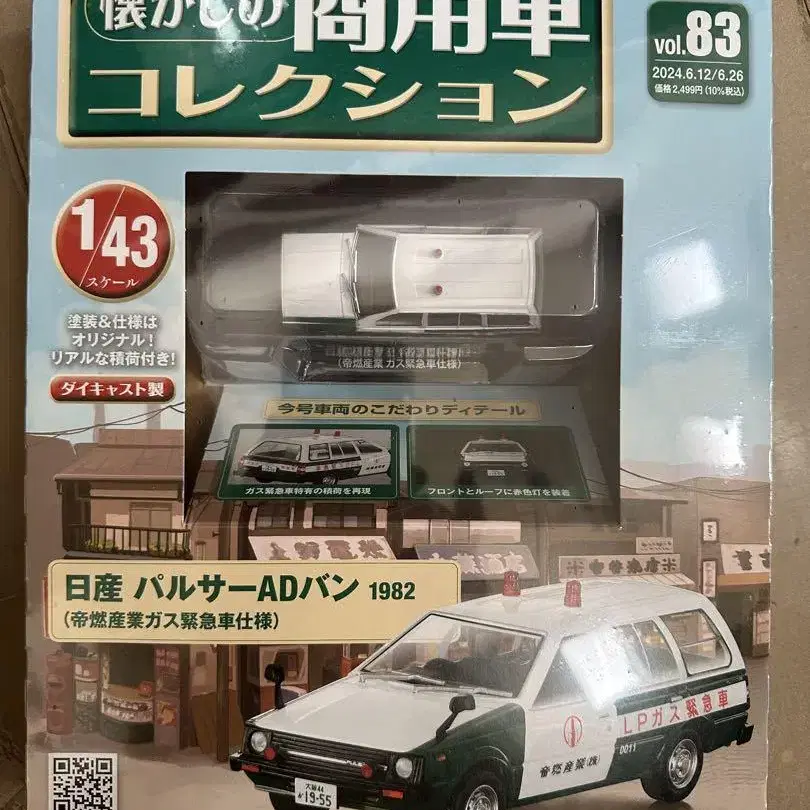 懐かしの商用車
コレクション
vol.83
2024.6.12/6.26
価格2,499円(10%税込)
1/43
スケール
塗装&仕様は
オリジナル!
リアルな積荷付き!
ダイキャスト製
(帝燃産業 ガス緊急車仕様)
今号車両のこだわりディテール
ガス緊急車特有の積荷を再現
フロントとルーフに赤色灯を装着
日産 パルサーADバン 1982
(帝燃産業ガス緊急車仕様)
LPガス緊急車
D011
帝燃産業(株)
19-55